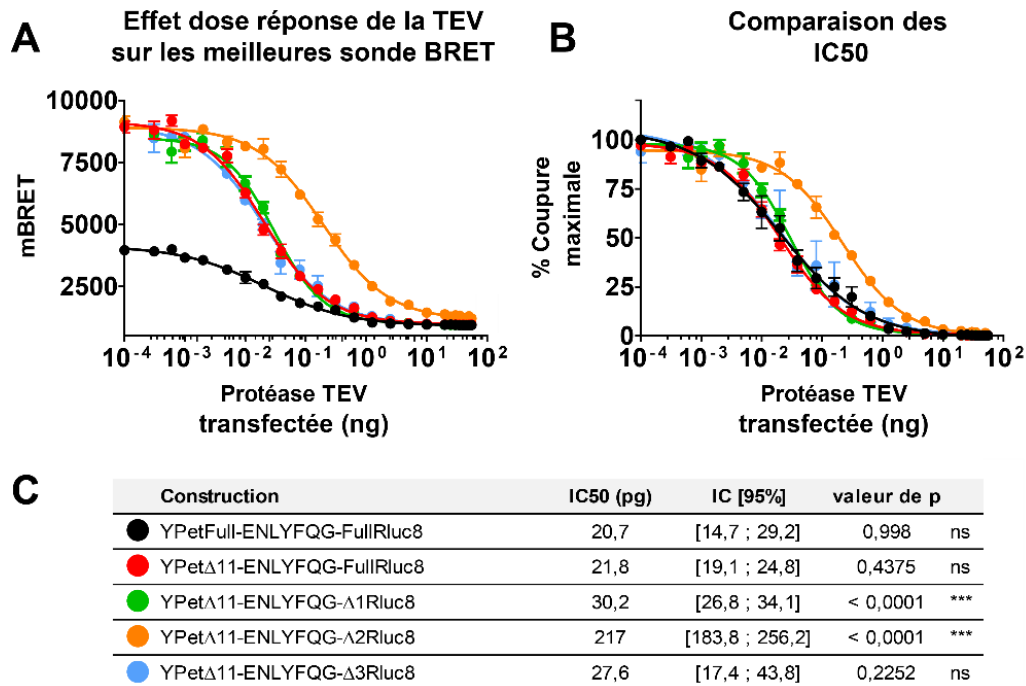 A
Effet dose réponse de la TEV
sur les meilleures sonde BRET
mBRET
10000
7500
5000
2500
10-4 10-3 10-2 10-1 100 101 102
Protéase TEV
transfectée (ng)
B
Comparaison des
IC50
% Coupure
maximale
100
75
50
25
0
10-4 10-3 10-2 10-1 100 101 102
Protéase TEV
transfectée (ng)
C
Construction IC50 (pg) IC [95%] valeur de p
YPetFull-ENLYFQG-FullRluc8 20,7 [14,7 ; 29,2] 0,998 ns
YPetΔ11-ENLYFQG-FullRluc8 21,8 [19,1 ; 24,8] 0,4375 ns
YPetΔ11-ENLYFQG-Δ1Rluc8 30,2 [26,8 ; 34,1] < 0,0001 ***
YPetΔ11-ENLYFQG-Δ2Rluc8 217 [183,8 ; 256,2] < 0,0001 ***
YPetΔ11-ENLYFQG-Δ3Rluc8 27,6 [17,4 ; 43,8] 0,2252 ns